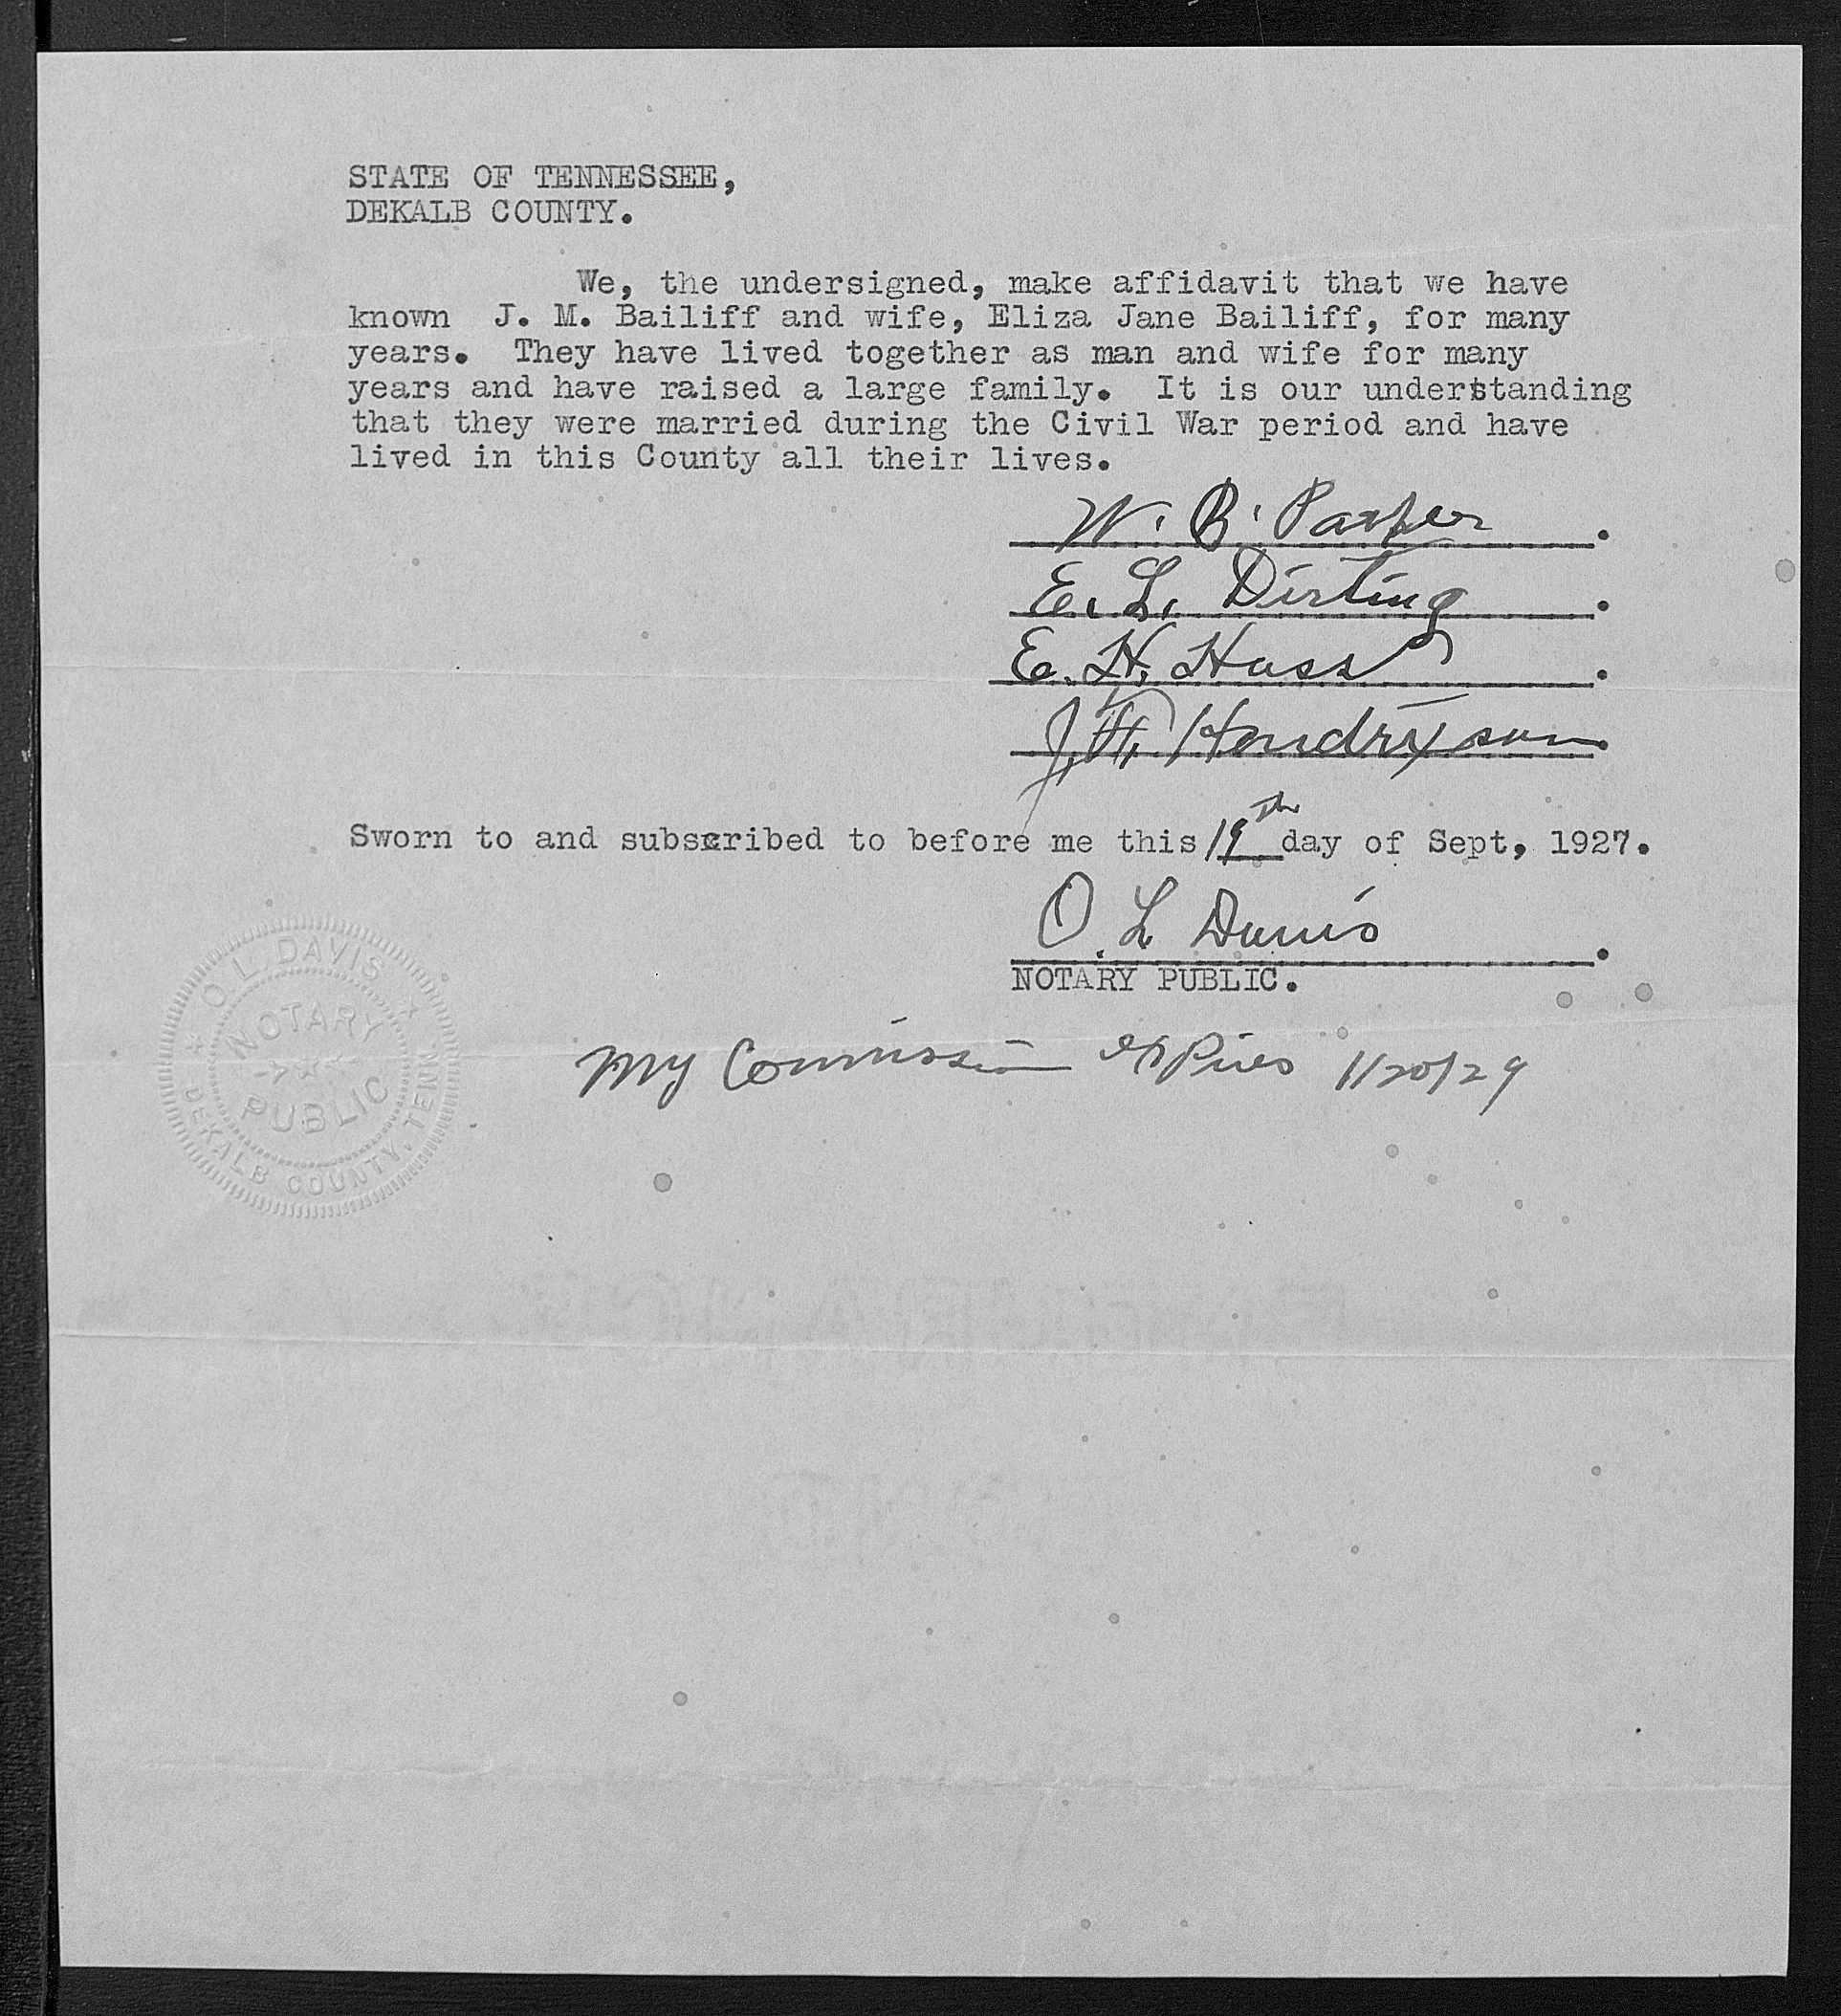 STATE OF TENNESSEE,
DEKALB COUNTY.
We, the undersigned, make affidavit that we have
known J. M. Bailiff and wife, Eliza Jane Bailiff, for many
years. They have lived together as man and wife for many
years and have raised a large family. It is our understanding
that they were married during the Civil War period and have
lived in this County all their lives.
W. B. Parker.
E. L. Dirting.
E. H. Hass.
J. H. Hendrixson.
Sworn to and subscribed to before me this 19th day of Sept, 1927.
O. L Davis.
NOTARY PUBLIC.
My Commission Expires 1/20/29
O. L. DAVIS
NOTARY
PUBLIC
DEKALB COUNTY, TENN